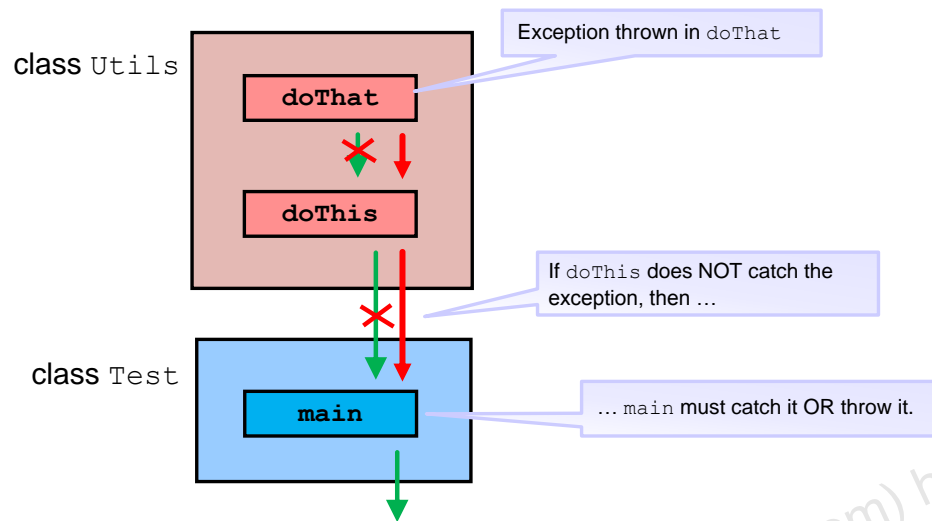 Exception thrown in doThat
class Utils
doThat
doThis
If doThis does NOT catch the
exception, then …
class Test
main
… main must catch it OR throw it.